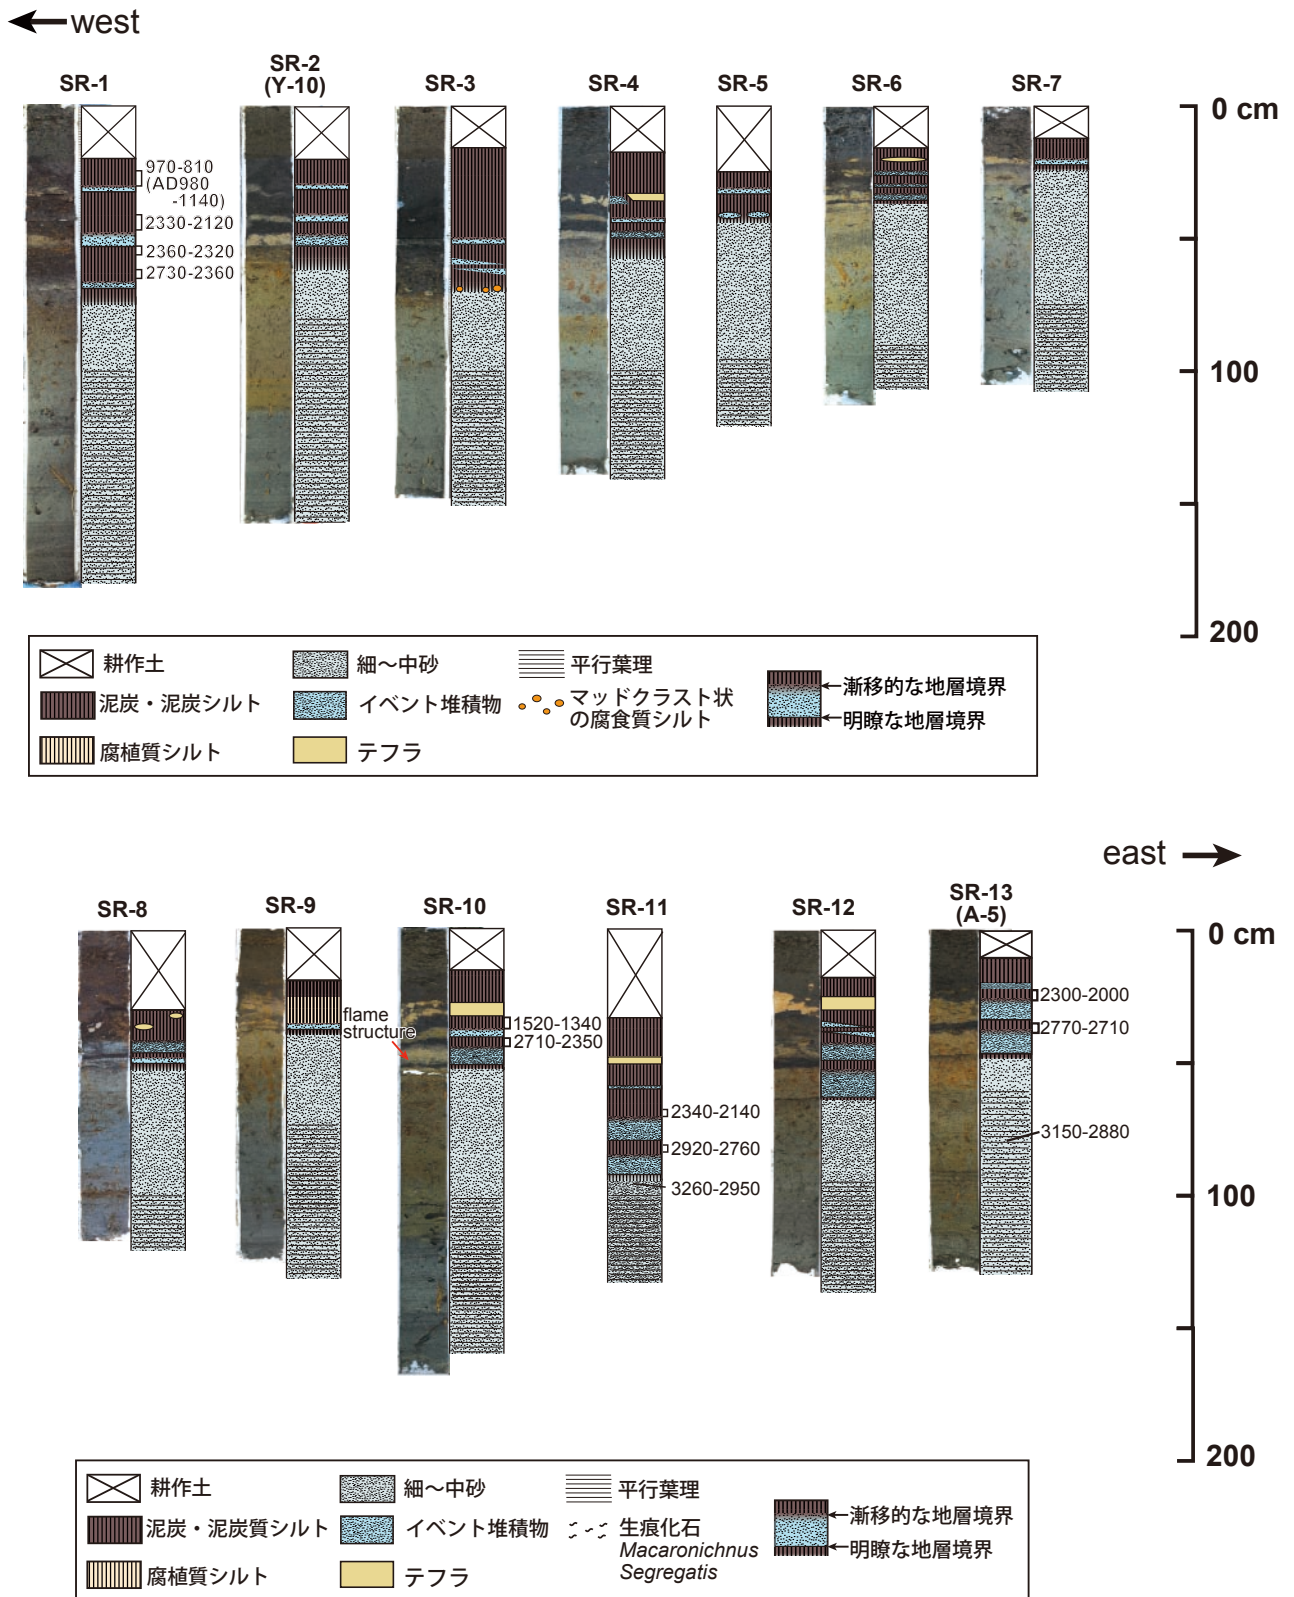 west
SR-1
SR-2
(Y-10)
SR-3
SR-4
SR-5
SR-6
SR-7
0 cm
100
200
970-810
(AD980
-1140)
2330-2120
2360-2320
2730-2360
耕作土
泥炭・泥炭シルト
腐植質シルト
細〜中砂
イベント堆積物
テフラ
平行葉理
マッドクラスト状
の腐食質シルト
漸移的な地層境界
明瞭な地層境界
east
SR-8
SR-9
SR-10
SR-11
SR-12
SR-13
(A-5)
0 cm
100
200
flame
structure
1520-1340
2710-2350
2340-2140
2920-2760
3260-2950
2300-2000
2770-2710
3150-2880
耕作土
泥炭・泥炭質シルト
腐植質シルト
細〜中砂
イベント堆積物
テフラ
平行葉理
生痕化石
Macaronichnus
Segregatis
漸移的な地層境界
明瞭な地層境界